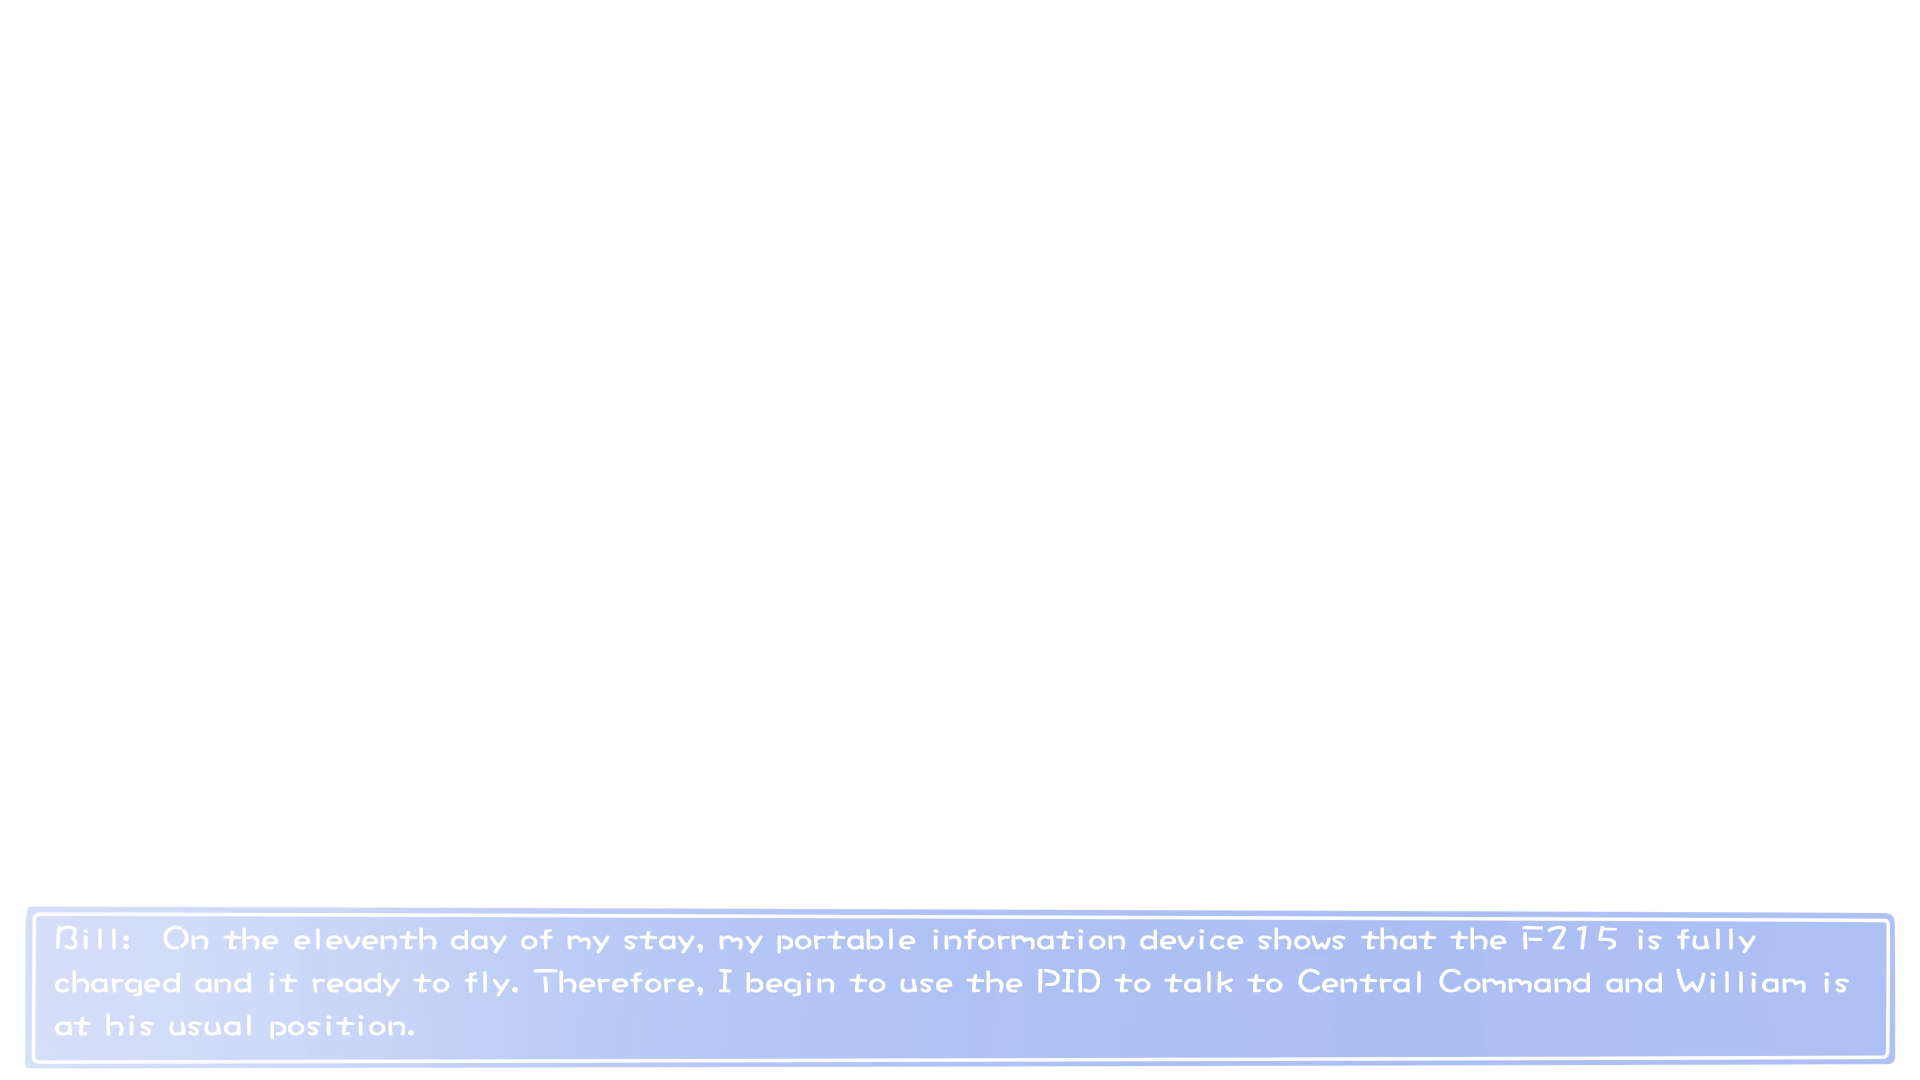 Bill:  On the eleventh day of my stay, my portable information device shows that the F215 is fully
charged and it ready to fly. Therefore, I begin to use the PID to talk to Central Command and William is
at his usual position.